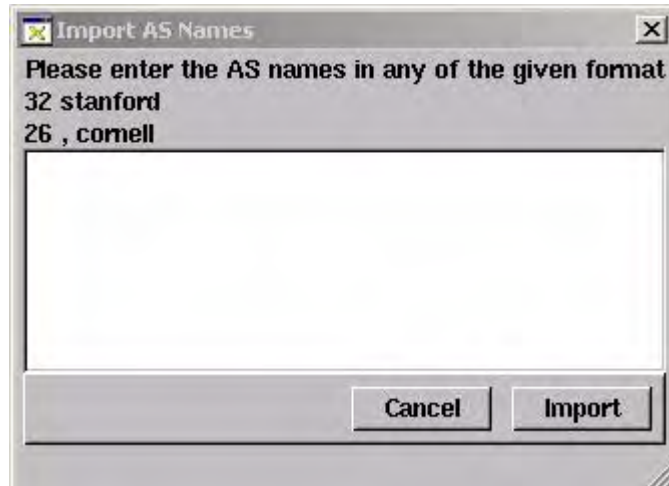 Import AS Names
Please enter the AS names in any of the given format
32 stanford
26 , cornell
Cancel Import